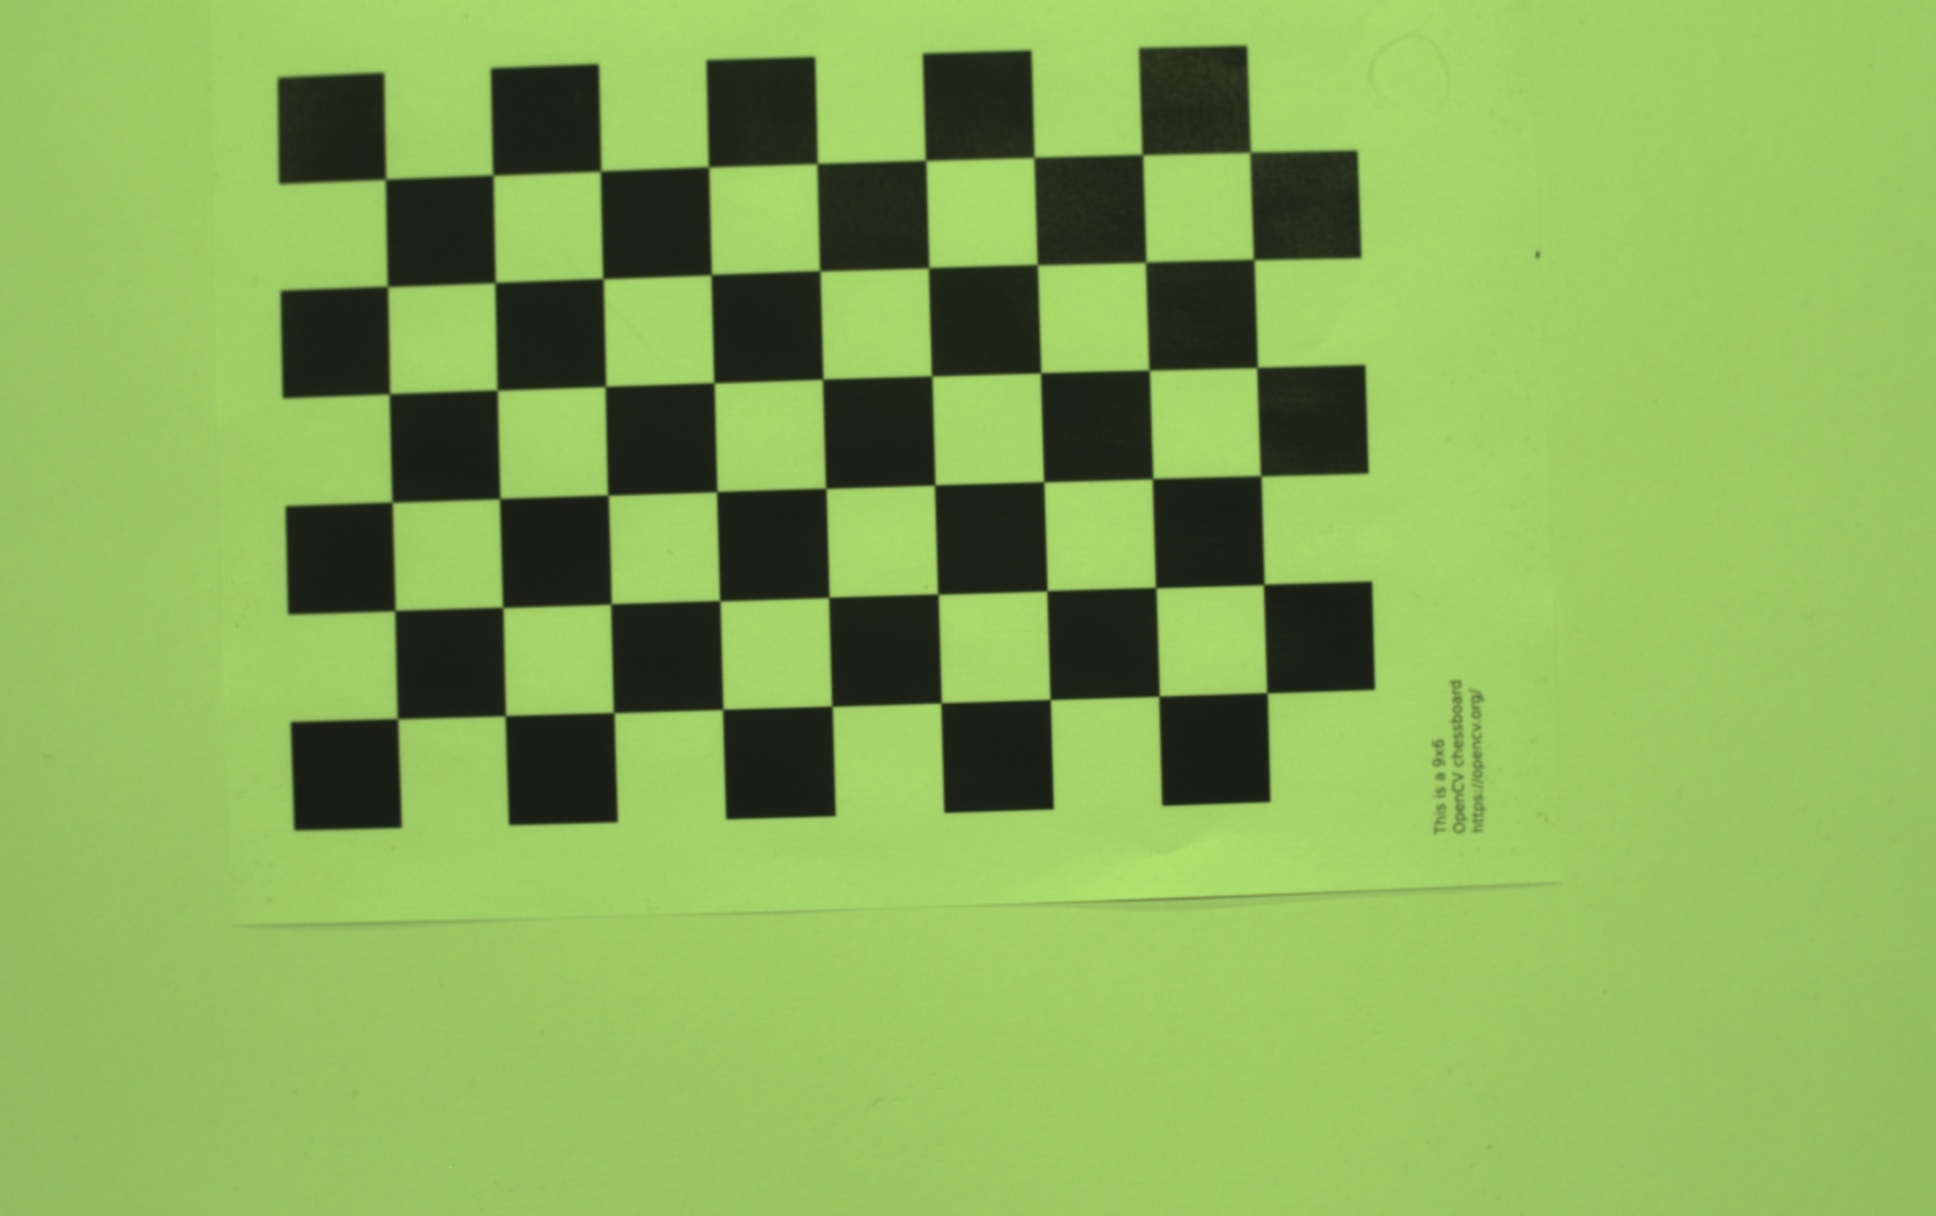 This is a 9x6
OpenCV chessboard
https://opencv.org/